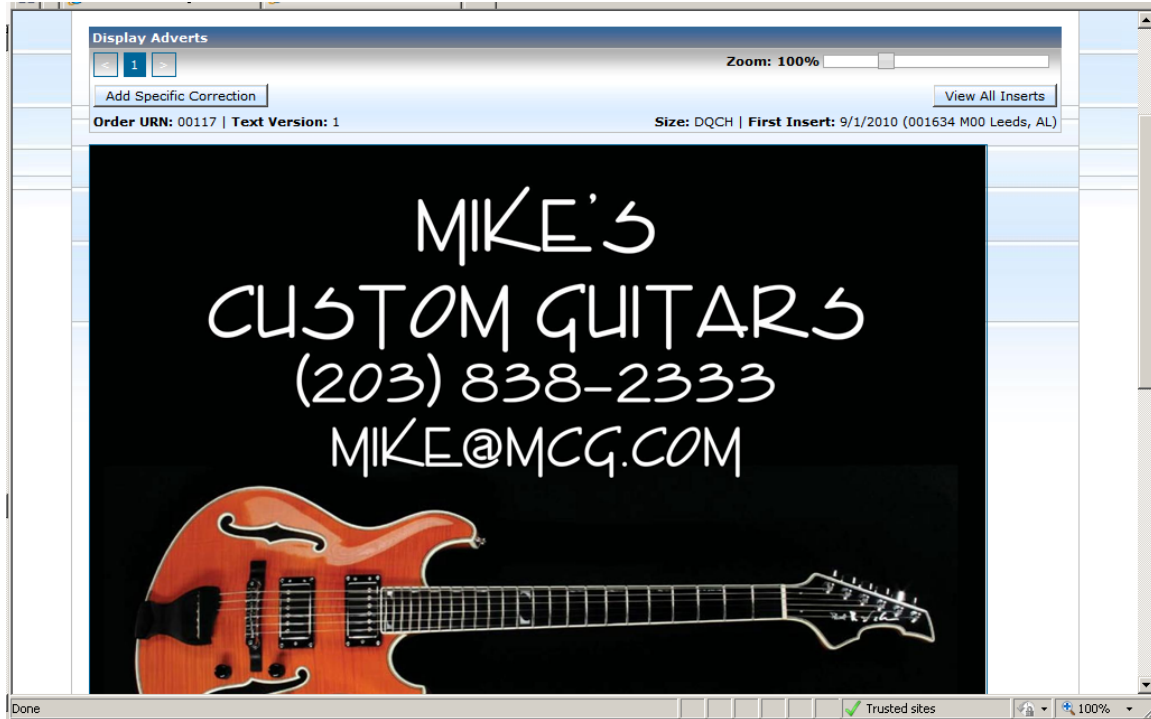 Display Adverts
< 1 > Zoom: 100%
Add Specific Correction View All Inserts
Order URN: 00117 | Text Version: 1 Size: DQCH | First Insert: 9/1/2010 (001634 M00 Leeds, AL)
MIKE'S
CUSTOM GUITARS
(203) 838-2333
MIKE@MCG.COM
Done Trusted sites 100%